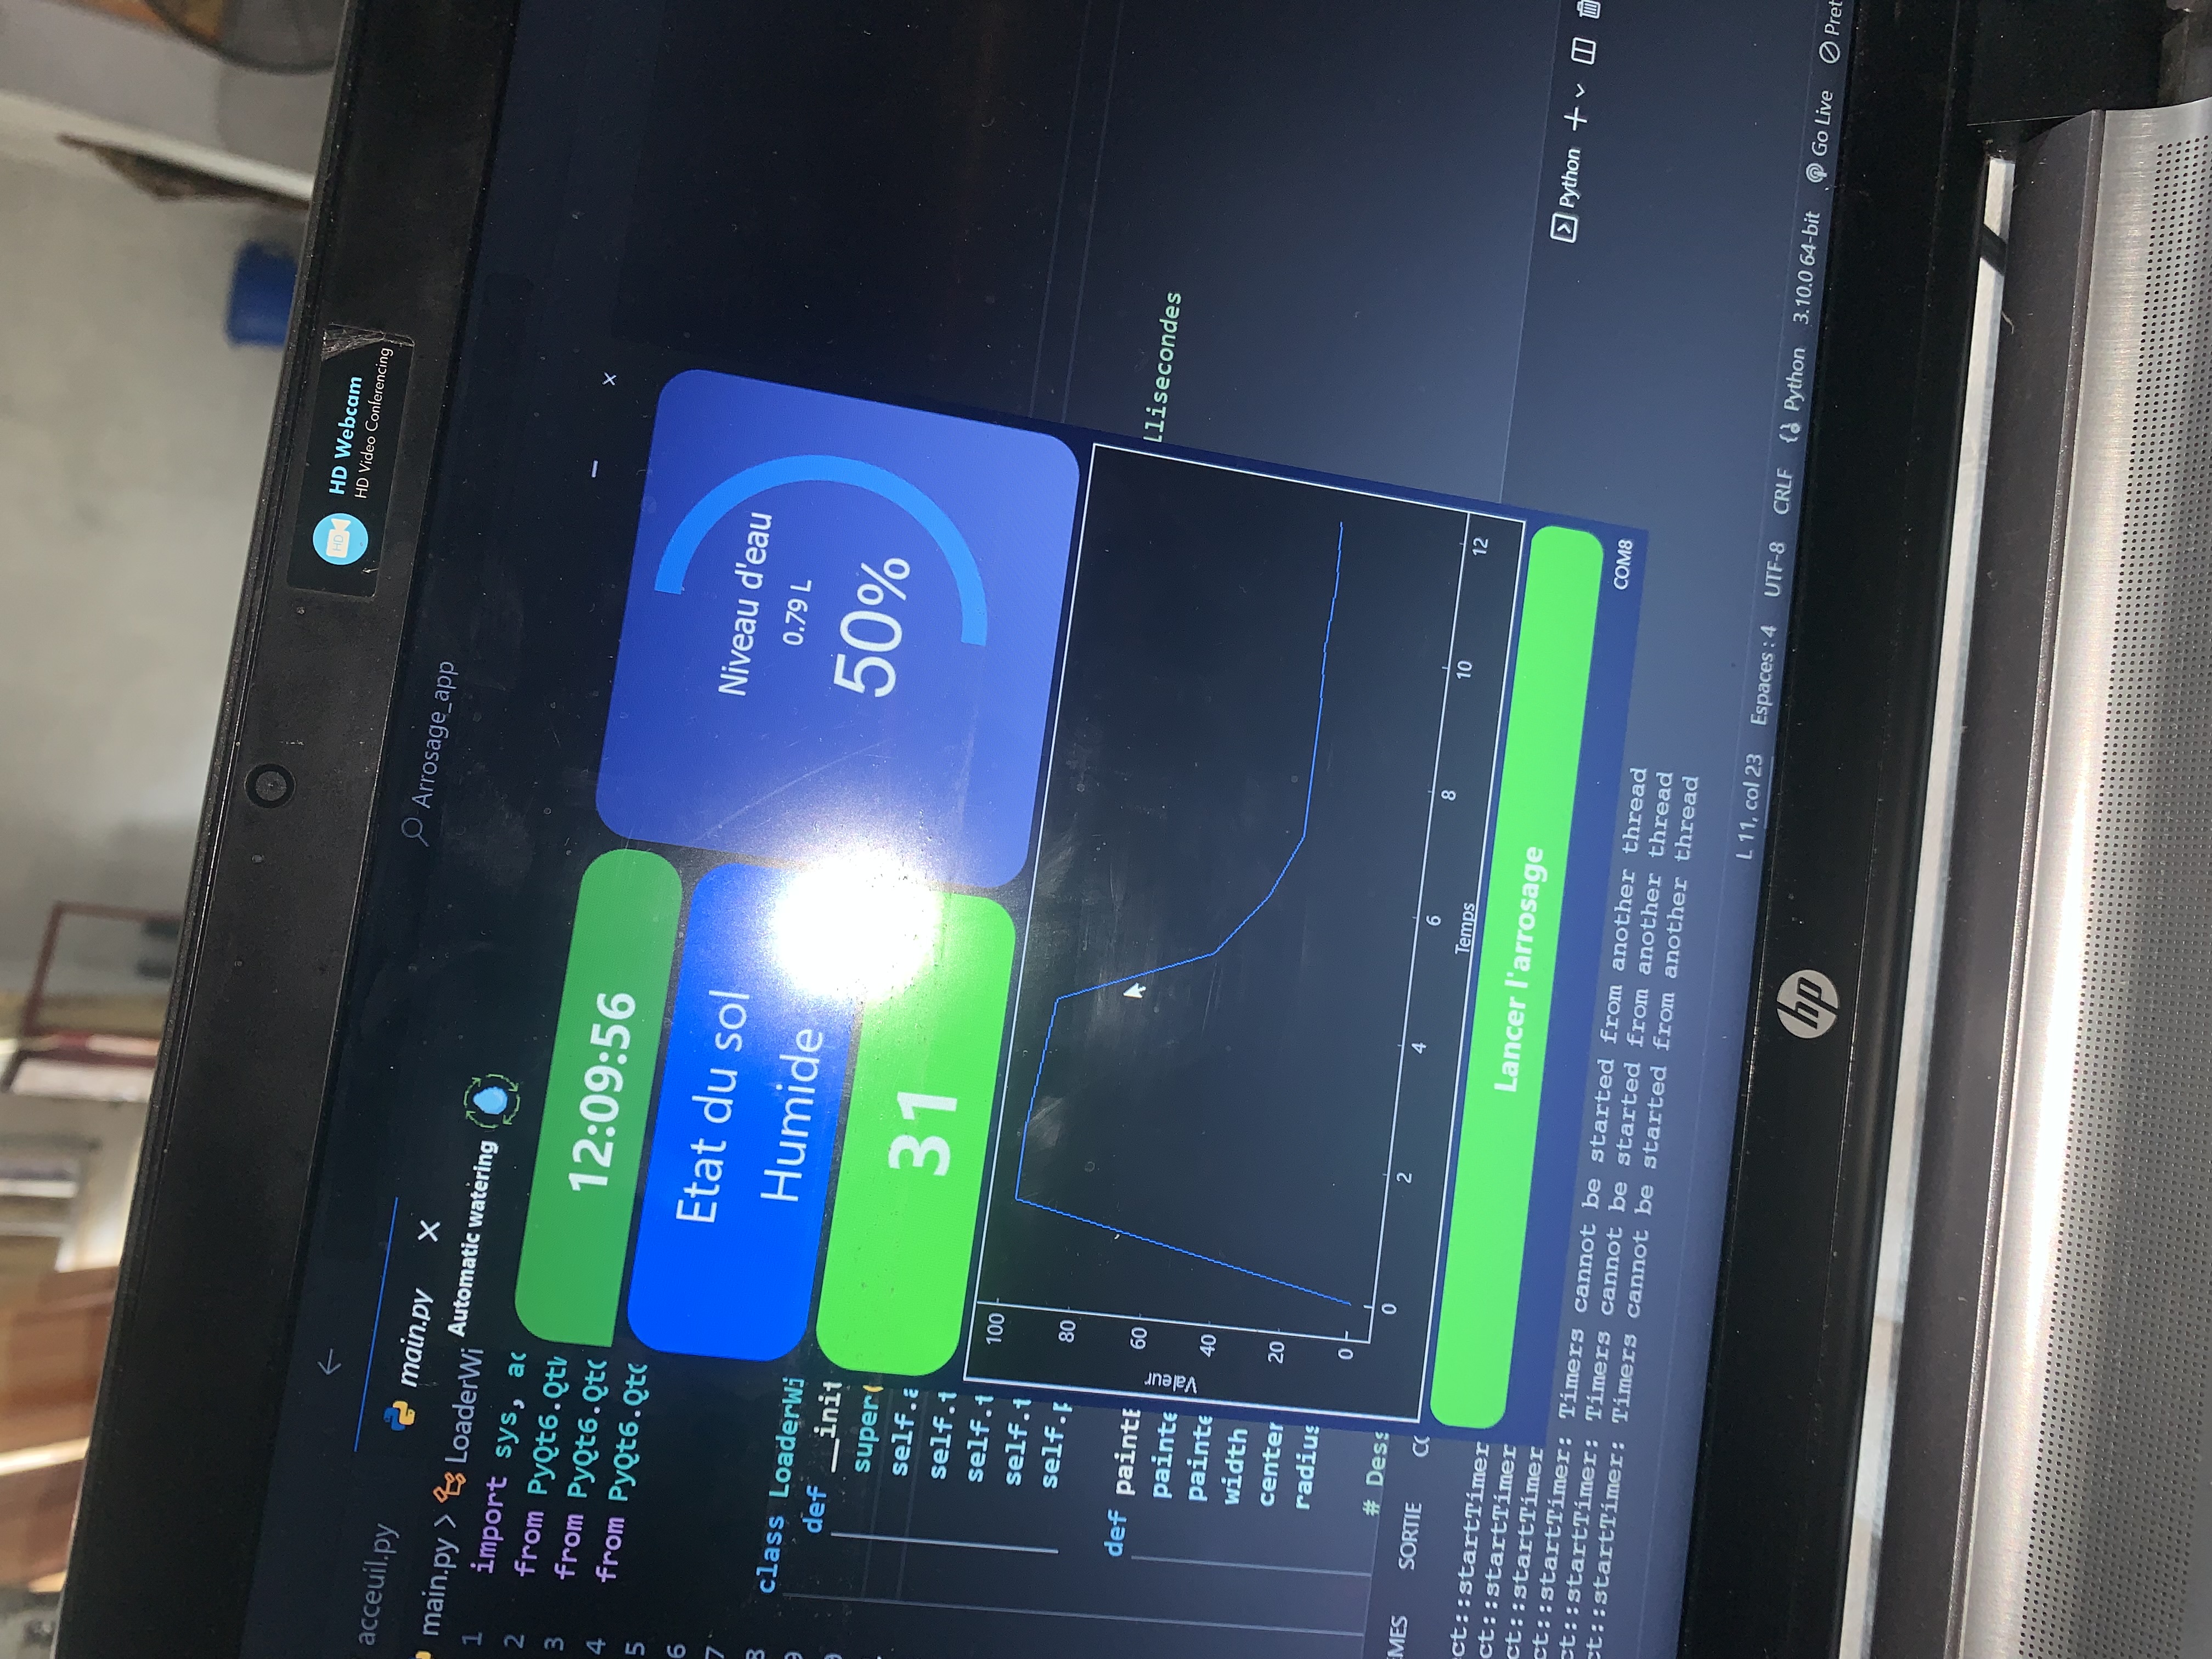 HD Webcam
HD Video Conferencing
HD
acceuil.py
main.py
Arrosage_app
main.py > LoaderWi
Automatic watering
1 import sys, ac
2 from PyQt6.Qt
3 from PyQt6.Qt
4 from PyQt6.Qt
5
6
7
8 class LoaderWi
9 def __init
super(
self.a
self.t
self.t
self.t
self.p
def paintE
painte
painte
width
center
radius
# Dess
12:09:56
Etat du sol
Humide
31
Niveau d'eau
0.79 L
50%
100
80
60
40
20
0
Valeur
0 2 4 6 8 10 12
Temps
Lancer l'arrosage
COM8
llisecondes
EMES SORTIE CO
ct::startTimer
ct::startTimer
ct::startTimer
ct::startTimer: Timers cannot be started from another thread
ct::startTimer: Timers cannot be started from another thread
ct::startTimer: Timers cannot be started from another thread
Python
L 11, col 23 Espaces : 4 UTF-8 CRLF Python 3.10.0 64-bit Go Live Pret
hp